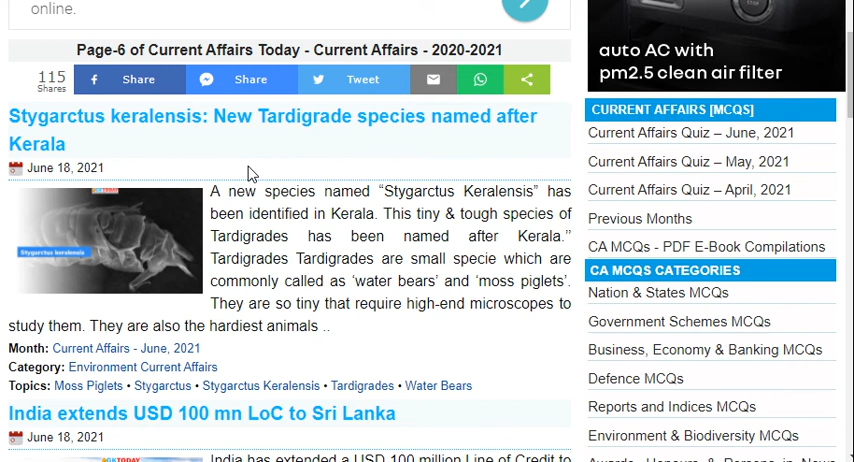 online.
Page-6 of Current Affairs Today - Current Affairs - 2020-2021
115
Shares
Share
Share
Tweet
Stygarctus keralensis: New Tardigrade species named after
Kerala
June 18, 2021
Stygarctus keralensis
A new species named “Stygarctus Keralensis” has
been identified in Kerala. This tiny & tough species of
Tardigrades has been named after Kerala.”
Tardigrades Tardigrades are small specie which are
commonly called as ‘water bears’ and ‘moss piglets’.
They are so tiny that require high-end microscopes to
study them. They are also the hardiest animals ..
Month: Current Affairs - June, 2021
Category: Environment Current Affairs
Topics: Moss Piglets • Stygarctus • Stygarctus Keralensis • Tardigrades • Water Bears
India extends USD 100 mn LoC to Sri Lanka
June 18, 2021
GKTODAY
India has extended a USD 100 million Line of Credit to
auto AC with
pm2.5 clean air filter
CURRENT AFFAIRS [MCQS]
Current Affairs Quiz – June, 2021
Current Affairs Quiz – May, 2021
Current Affairs Quiz – April, 2021
Previous Months
CA MCQs - PDF E-Book Compilations
CA MCQS CATEGORIES
Nation & States MCQs
Government Schemes MCQs
Business, Economy & Banking MCQs
Defence MCQs
Reports and Indices MCQs
Environment & Biodiversity MCQs
Awards, Honours & Persons in News